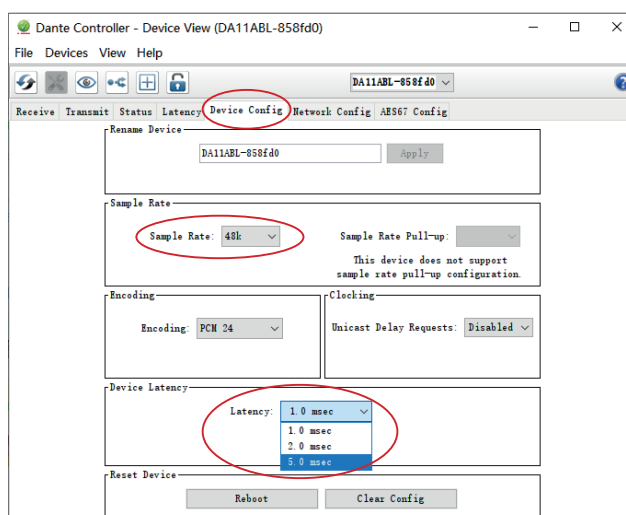 Dante Controller - Device View (DA11ABL-858fd0)
File Devices View Help
DA11ABL-858fd0
?
Receive Transmit Status Latency Device Config Network Config AES67 Config
Rename Device
DA11ABL-858fd0 Apply
Sample Rate
Sample Rate: 48k Sample Rate Pull-up:
This device does not support
sample rate pull-up configuration.
Encoding Clocking
Encoding: PCM 24 Unicast Delay Requests: Disabled
Device Latency
Latency: 1.0 msec
1.0 msec
2.0 msec
5.0 msec
Reset Device
Reboot Clear Config